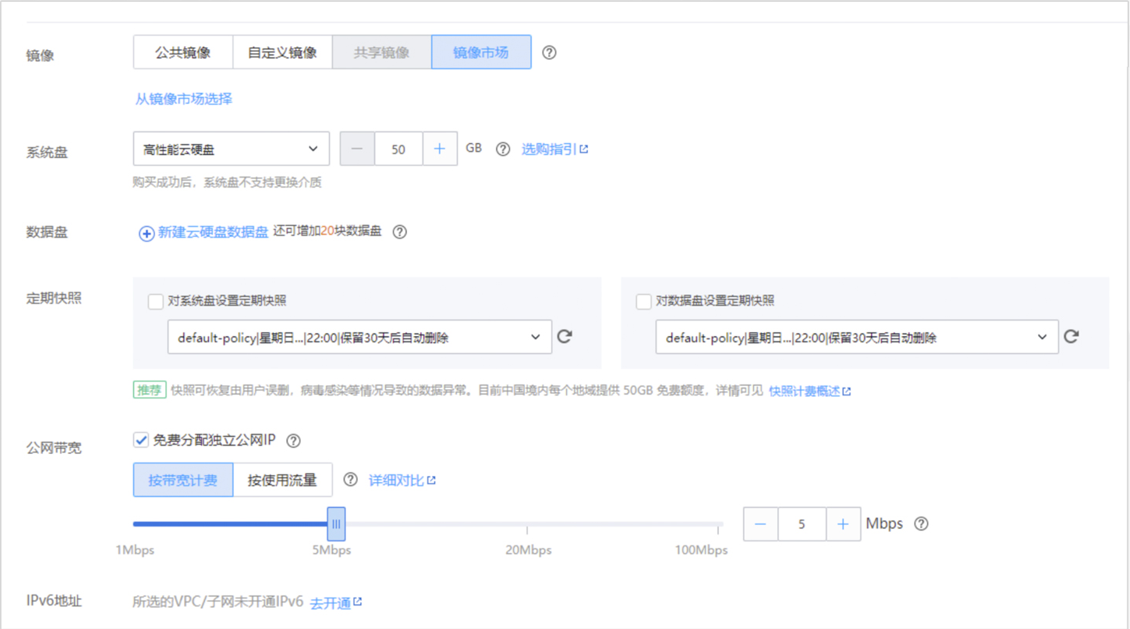 镜像 公共镜像 自定义镜像 共享镜像 镜像市场
从镜像市场选择
系统盘 高性能云硬盘 50 GB 选购指引
购买成功后，系统盘不支持更换介质
数据盘 新建云硬盘数据盘 还可增加20块数据盘
定期快照 对系统盘设置定期快照 对数据盘设置定期快照
default-policy|星期日...|22:00|保留30天后自动删除 default-policy|星期日...|22:00|保留30天后自动删除
推荐 快照可恢复由用户误删，病毒感染等情况导致的数据异常。目前中国境内每个地域提供 50GB 免费额度，详情可见 快照计费概述
公网带宽 免费分配独立公网IP
按带宽计费 按使用流量 详细对比
5 Mbps
1Mbps 5Mbps 20Mbps 100Mbps
IPv6地址 所选的VPC/子网未开通IPv6 去开通